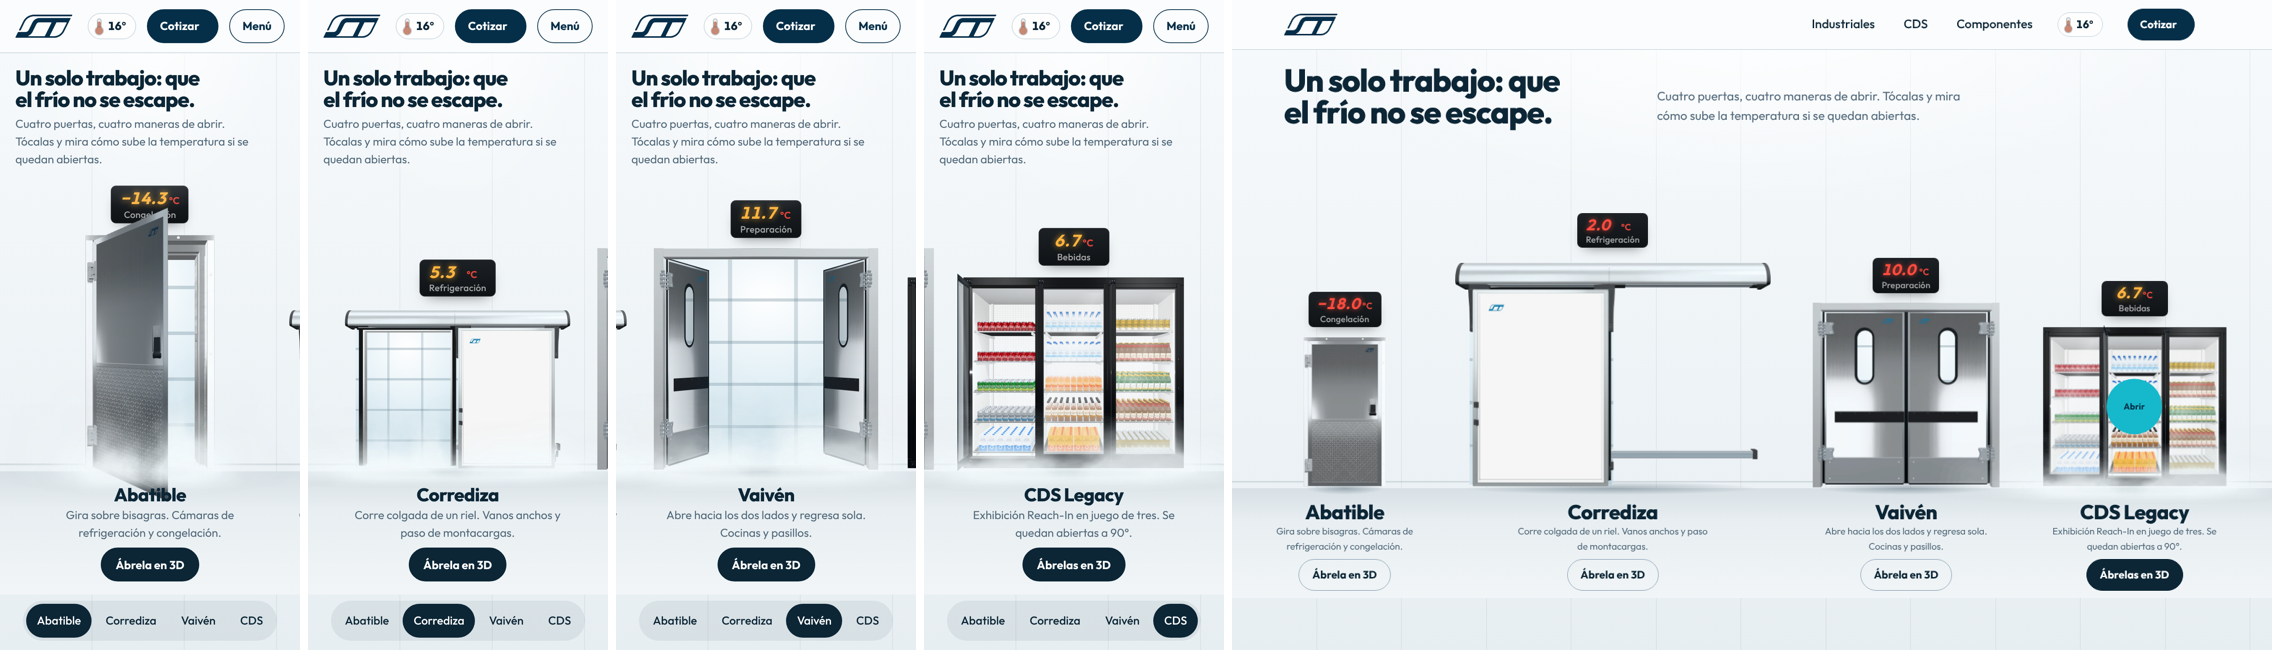 16°
Cotizar
Menú
Un solo trabajo: que
el frío no se escape.
Cuatro puertas, cuatro maneras de abrir.
Tócalas y mira cómo sube la temperatura si se
quedan abiertas.
-14.3 °C
Abatible
Gira sobre bisagras. Cámaras de
refrigeración y congelación.
Ábrela en 3D
Abatible
Corrediza
Vaivén
CDS
16°
Cotizar
Menú
Un solo trabajo: que
el frío no se escape.
Cuatro puertas, cuatro maneras de abrir.
Tócalas y mira cómo sube la temperatura si se
quedan abiertas.
5.3 °C
Refrigeración
Corrediza
Corre colgada de un riel. Vanos anchos y
paso de montacargas.
Ábrela en 3D
Abatible
Corrediza
Vaivén
CDS
16°
Cotizar
Menú
Un solo trabajo: que
el frío no se escape.
Cuatro puertas, cuatro maneras de abrir.
Tócalas y mira cómo sube la temperatura si se
quedan abiertas.
11.7 °C
Preparación
Vaivén
Abre hacia los dos lados y regresa sola.
Cocinas y pasillos.
Ábrela en 3D
Abatible
Corrediza
Vaivén
CDS
16°
Cotizar
Menú
Un solo trabajo: que
el frío no se escape.
Cuatro puertas, cuatro maneras de abrir.
Tócalas y mira cómo sube la temperatura si se
quedan abiertas.
6.7 °C
Bebidas
CDS Legacy
Exhibición Reach-In en juego de tres. Se
quedan abiertas a 90°.
Ábrelas en 3D
Abatible
Corrediza
Vaivén
CDS
Industriales
CDS
Componentes
16°
Cotizar
Un solo trabajo: que
el frío no se escape.
Cuatro puertas, cuatro maneras de abrir. Tócalas y mira
cómo sube la temperatura si se quedan abiertas.
-18.0 °C
Congelación
Abatible
Gira sobre bisagras. Cámaras de
refrigeración y congelación.
Ábrela en 3D
2.0 °C
Refrigeración
Corrediza
Corre colgada de un riel. Vanos anchos y paso
de montacargas.
Ábrela en 3D
10.0 °C
Preparación
Vaivén
Abre hacia los dos lados y regresa sola.
Cocinas y pasillos.
Ábrela en 3D
6.7 °C
Bebidas
Abrir
CDS Legacy
Exhibición Reach-In en juego de tres. Se
quedan abiertas a 90°.
Ábrelas en 3D